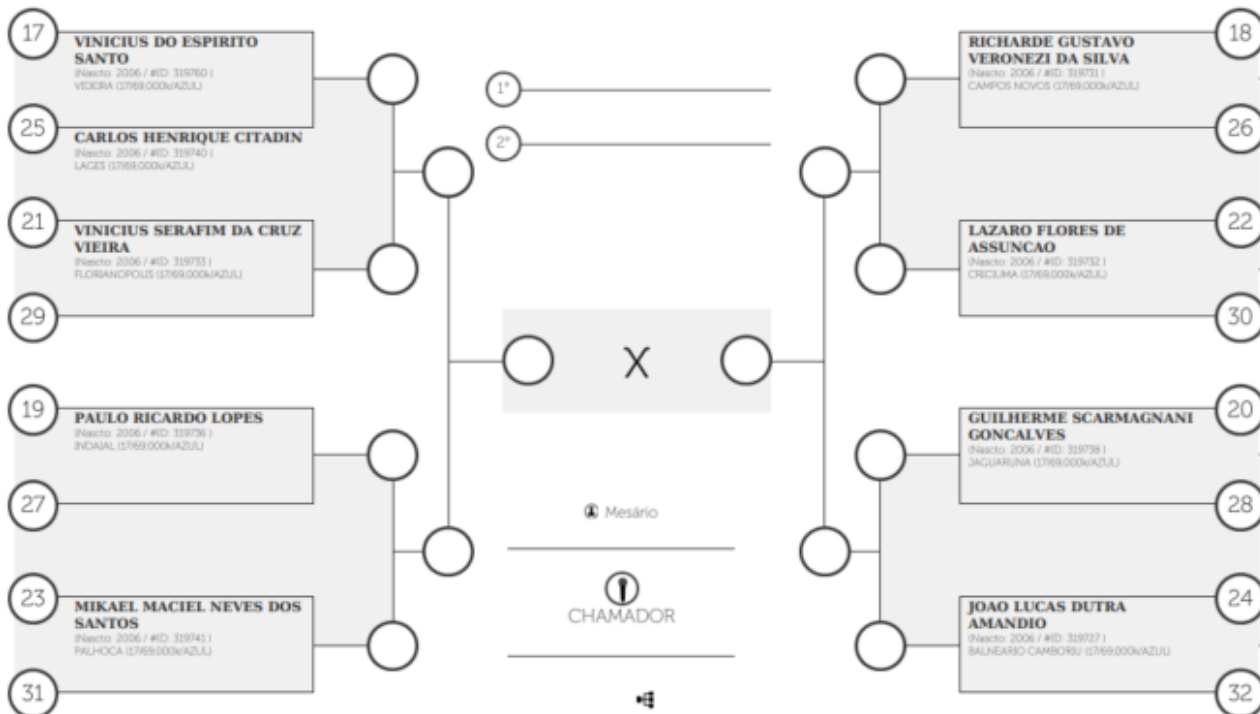 17
VINICIUS DO ESPIRITO
SANTO
(Nascto: 2006 / #ID: 319760 )
VIDEIRA (17/69,000k/AZUL)
25
CARLOS HENRIQUE CITADIN
(Nascto: 2006 / #ID: 319740 )
LAGES (17/69,000k/AZUL)
21
VINICIUS SERAFIM DA CRUZ
VIEIRA
(Nascto: 2006 / #ID: 319733 )
FLORIANOPOLIS (17/69,000k/AZUL)
29
19
PAULO RICARDO LOPES
(Nascto: 2006 / #ID: 319736 )
INDAIAL (17/69,000k/AZUL)
27
23
MIKAEL MACIEL NEVES DOS
SANTOS
(Nascto: 2006 / #ID: 319741 )
PALHOCA (17/69,000k/AZUL)
31
1º
2º
X
Mesário
CHAMADOR
18
RICHARDE GUSTAVO
VERONEZI DA SILVA
(Nascto: 2006 / #ID: 319731 )
CAMPOS NOVOS (17/69,000k/AZUL)
26
22
LAZARO FLORES DE
ASSUNCAO
(Nascto: 2006 / #ID: 319732 )
CRICIUMA (17/69,000k/AZUL)
30
20
GUILHERME SCARMAGNANI
GONCALVES
(Nascto: 2006 / #ID: 319738 )
JAGUARUNA (17/69,000k/AZUL)
28
24
JOAO LUCAS DUTRA
AMANDIO
(Nascto: 2006 / #ID: 319727 )
BALNEARIO CAMBORIU (17/69,000k/AZUL)
32